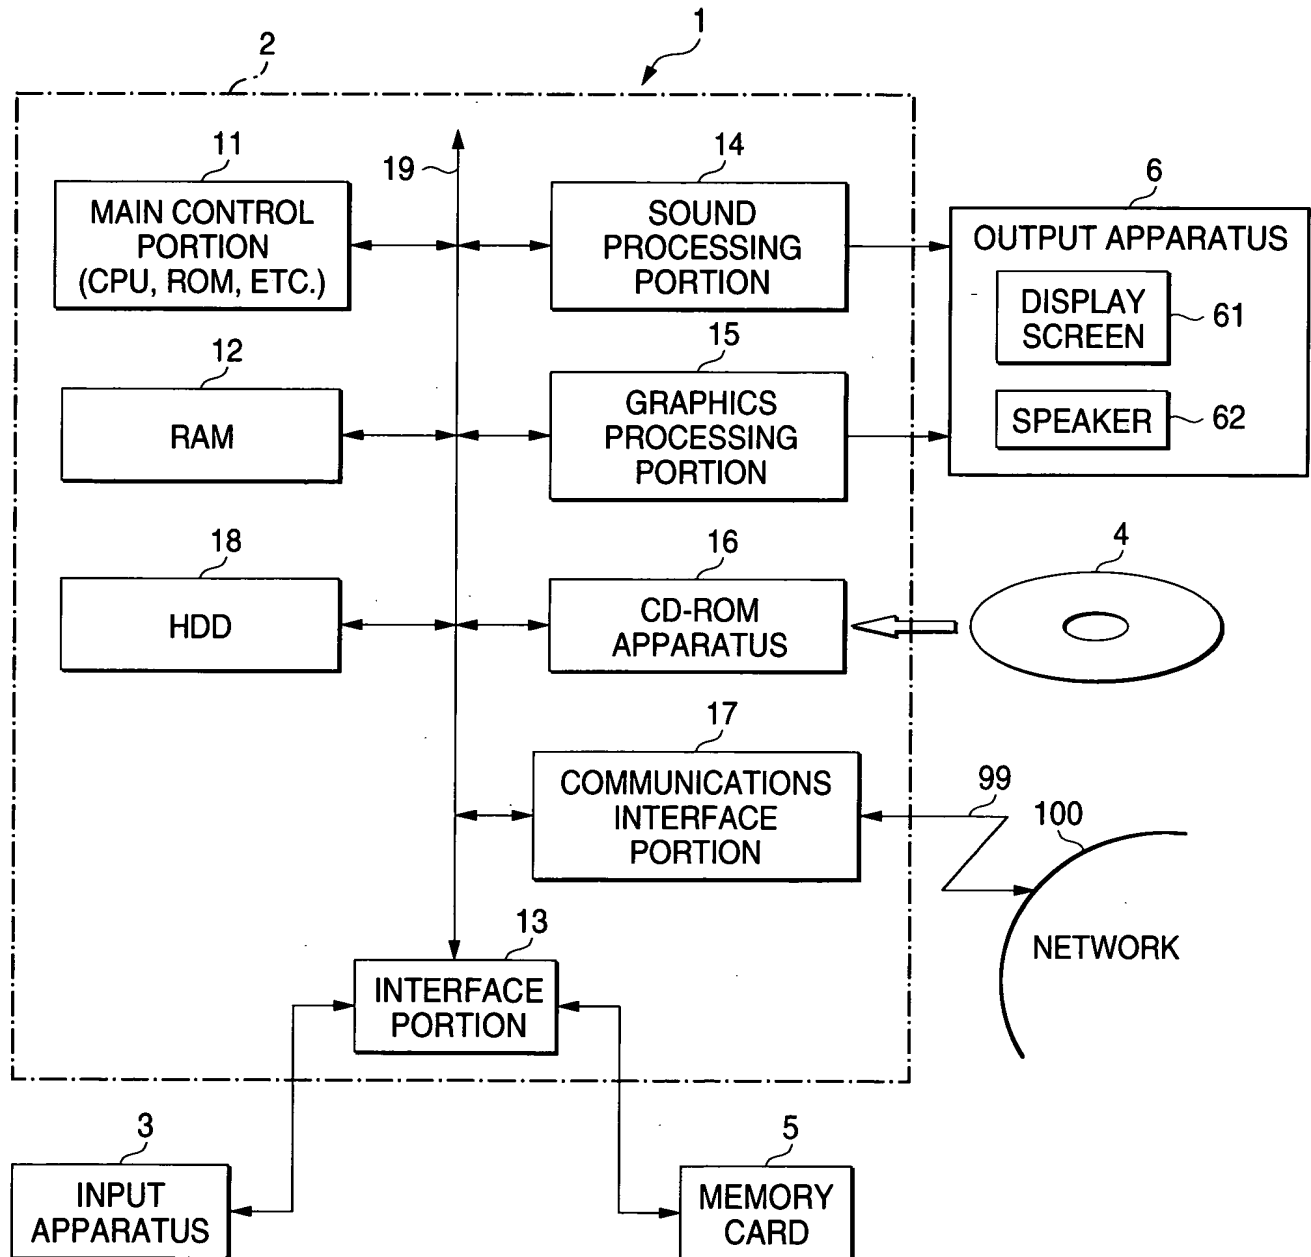 1
2
11
19
14
6
MAIN CONTROL
PORTION
(CPU, ROM, ETC.)
SOUND
PROCESSING
PORTION
OUTPUT APPARATUS
DISPLAY
SCREEN
61
SPEAKER
62
12
RAM
15
GRAPHICS
PROCESSING
PORTION
18
HDD
16
CD-ROM
APPARATUS
4
17
COMMUNICATIONS
INTERFACE
PORTION
99
100
NETWORK
13
INTERFACE
PORTION
3
INPUT
APPARATUS
5
MEMORY
CARD